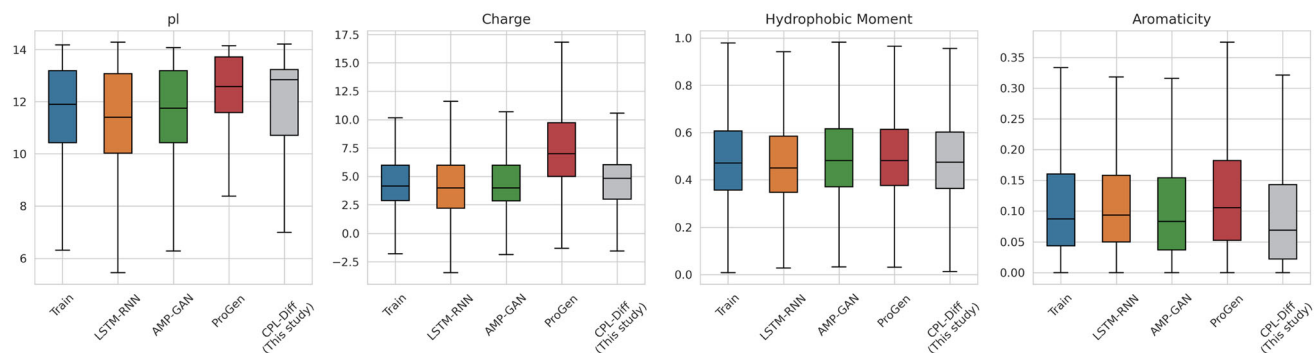 pI
14
12
10
8
6
Train
LSTM-RNN
AMP-GAN
ProGen
CPL-Diff
(This study)
Charge
17.5
15.0
12.5
10.0
7.5
5.0
2.5
0.0
−2.5
Train
LSTM-RNN
AMP-GAN
ProGen
CPL-Diff
(This study)
Hydrophobic Moment
1.0
0.8
0.6
0.4
0.2
0.0
Train
LSTM-RNN
AMP-GAN
ProGen
CPL-Diff
(This study)
Aromaticity
0.35
0.30
0.25
0.20
0.15
0.10
0.05
0.00
Train
LSTM-RNN
AMP-GAN
ProGen
CPL-Diff
(This study)